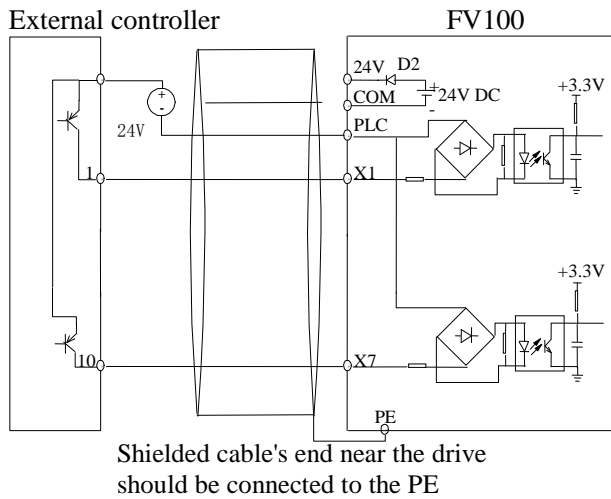 External controller
FV100
24V
D2
+
24V DC
-
COM
+3.3V
+
-
24V
PLC
1
X1
+3.3V
10
X7
PE
Shielded cable's end near the drive
should be connected to the PE